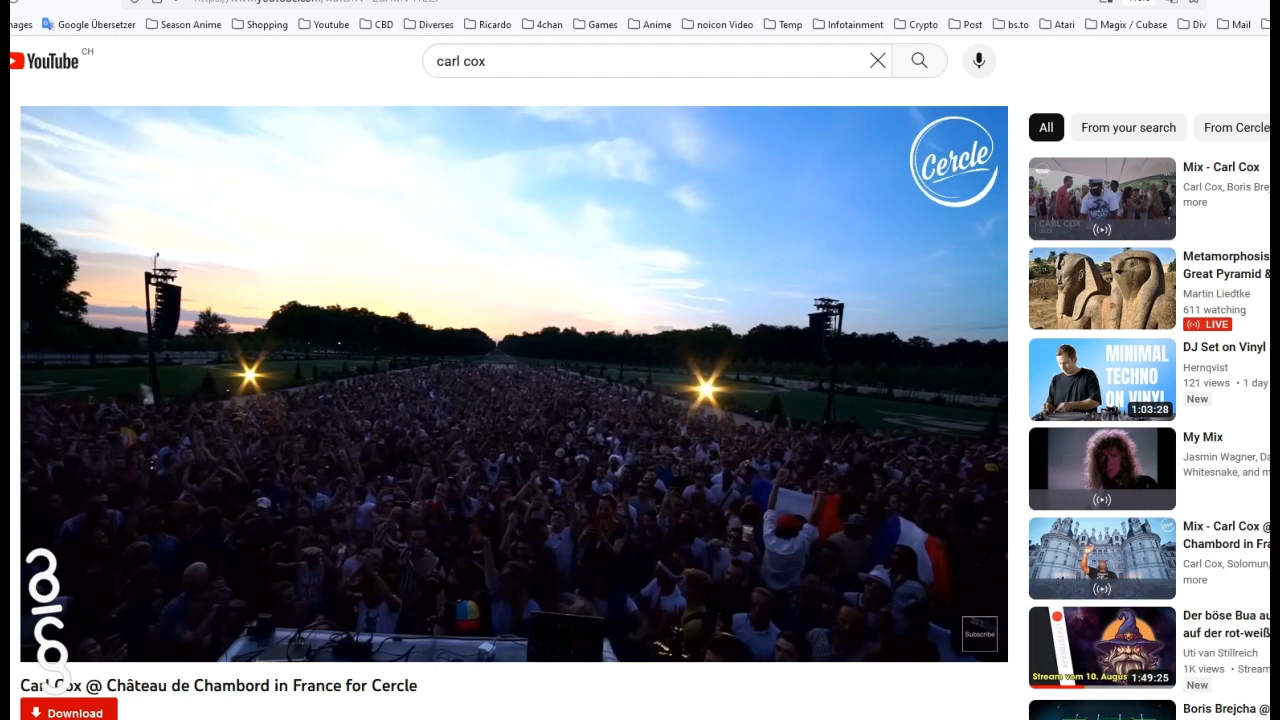 Google Übersetzer
Season Anime
Shopping
Youtube
CBD
Diverses
Ricardo
4chan
Games
Anime
noicon Video
Temp
Infotainment
Crypto
Post
bs.to
Atari
Magix / Cubase
Div
Mail
YouTube CH
carl cox
Cercle
Subscribe
Carl Cox @ Château de Chambord in France for Cercle
Download
All
From your search
From Cercle
Mix - Carl Cox
Carl Cox, Boris Bre
more
CARL COX
Metamorphosis
Great Pyramid &
Martin Liedtke
611 watching
LIVE
MINIMAL
TECHNO
ON VINYL
1:03:28
DJ Set on Vinyl
Hernqvist
121 views • 1 day
New
My Mix
Jasmin Wagner, Da
Whitesnake, and m
Mix - Carl Cox @
Chambord in Fra
Carl Cox, Solomun,
more
Stream vom 10. Augus
1:49:25
Der böse Bua au
auf der rot-weiß
Uti van Stillreich
1K views • Stream
New
Boris Brejcha @